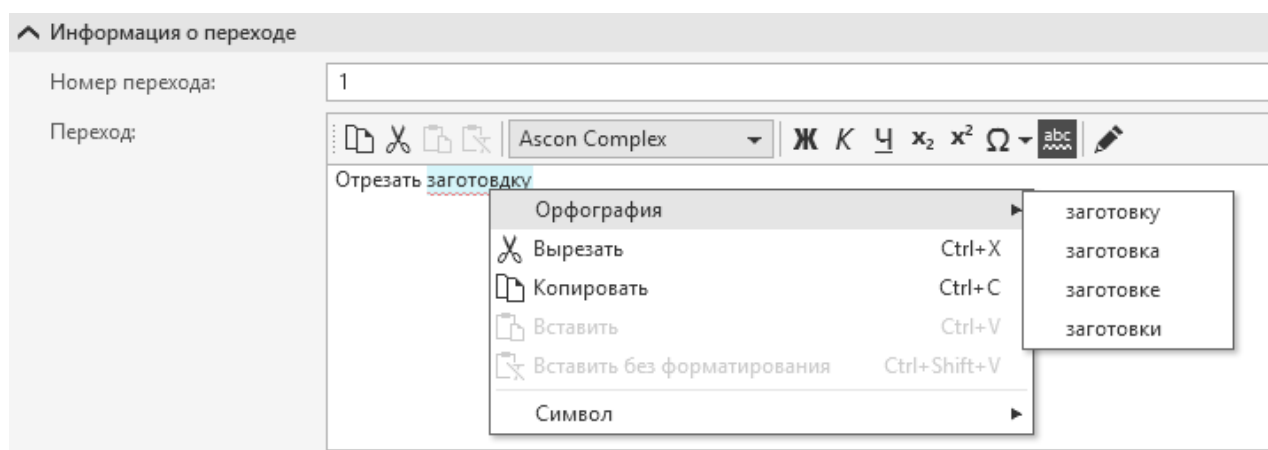 Информация о переходе
Номер перехода: 1
Переход: Ascon Complex Ж К Ч x₂ x² Ω abc
Отрезать заготовдку
Орфография
Вырезать Ctrl+X
Копировать Ctrl+C
Вставить Ctrl+V
Вставить без форматирования Ctrl+Shift+V
Символ
заготовку
заготовка
заготовке
заготовки